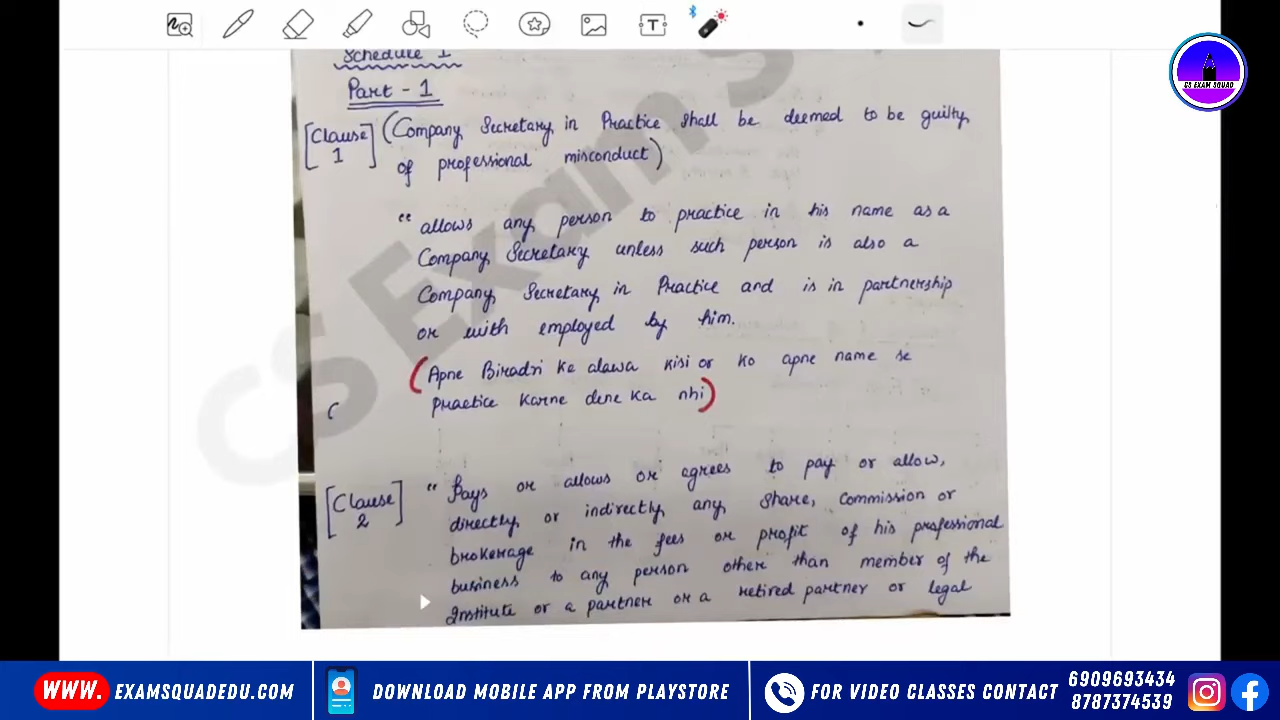 CS EXAM SQUAD
Schedule 1
Part - 1
[Clause 1] (Company Secretary in Practice shall be deemed to be guilty
of professional misconduct)
"allows any person to practice in his name as a
Company Secretary unless such person is also a
Company Secretary in Practice and is in partnership
or with employed by him.
(Apne Biradri ke alawa kisi or ko apne name se
practice karne dene ka nhi)
(
[Clause 2] "Pays or allows or agrees to pay or allow,
directly or indirectly any share, commission or
brokerage in the fees or profit of his professional
business to any person other than member of the
Institute or a partner or a retired partner or legal
CS Exam S
WWW. EXAMSQUADEDU.COM
DOWNLOAD MOBILE APP FROM PLAYSTORE
FOR VIDEO CLASSES CONTACT
6909693434
8787374539